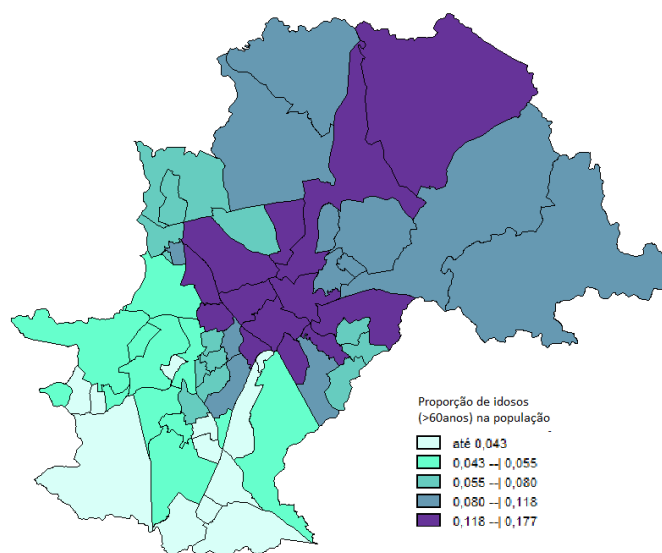 Proporção de idosos
(>60anos) na população
até 0,043
0,043 --| 0,055
0,055 --| 0,080
0,080 --| 0,118
0,118 --| 0,177